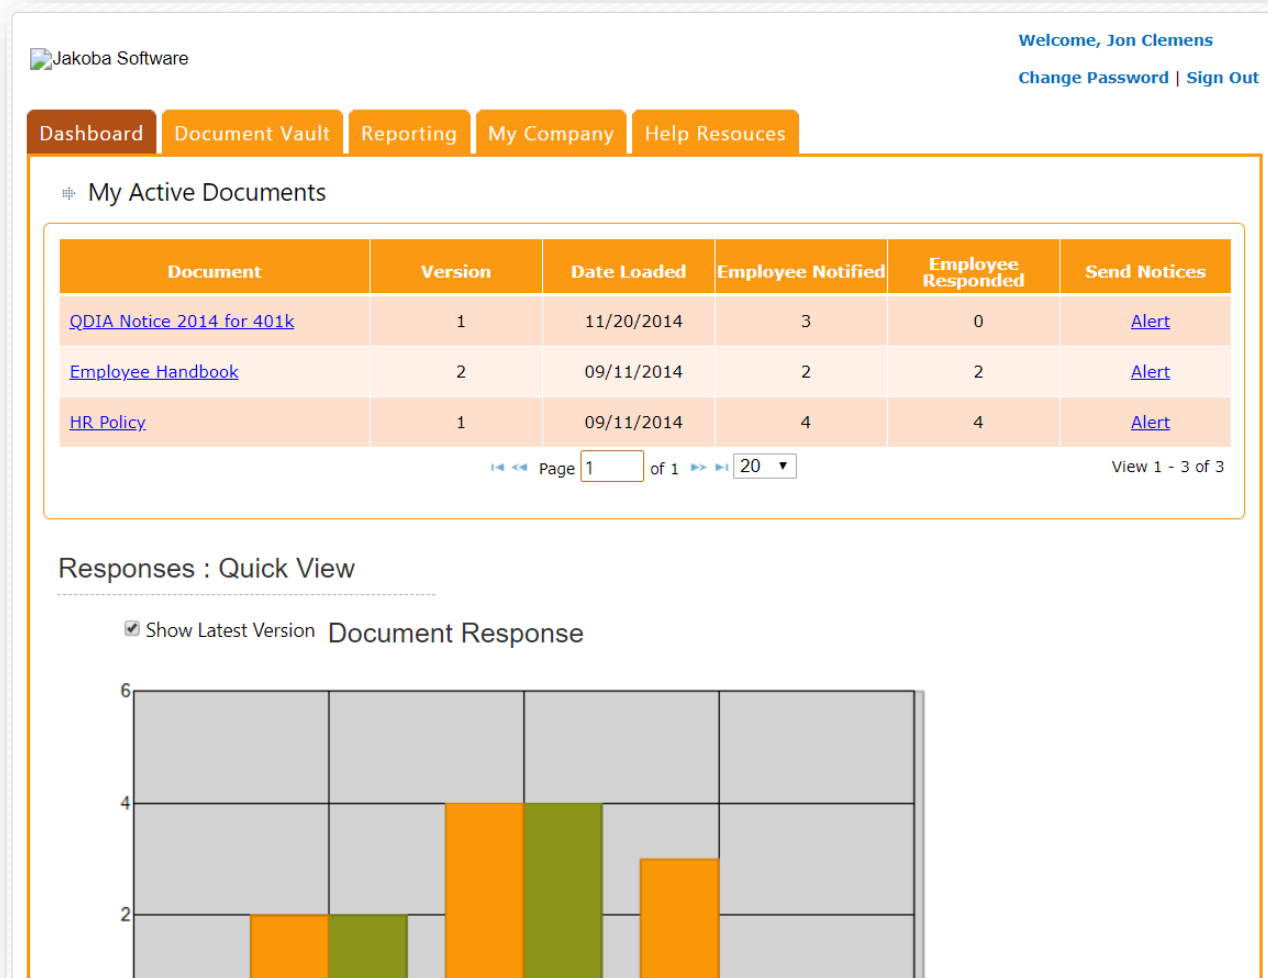 Jakoba Software
Welcome, Jon Clemens
Change Password | Sign Out
Dashboard Document Vault Reporting My Company Help Resouces
My Active Documents
Document Version Date Loaded Employee Notified Employee Responded Send Notices
QDIA Notice 2014 for 401k 1 11/20/2014 3 0 Alert
Employee Handbook 2 09/11/2014 2 2 Alert
HR Policy 1 09/11/2014 4 4 Alert
Page 1 of 1 20 View 1 - 3 of 3
Responses : Quick View
Show Latest Version Document Response
6
4
2